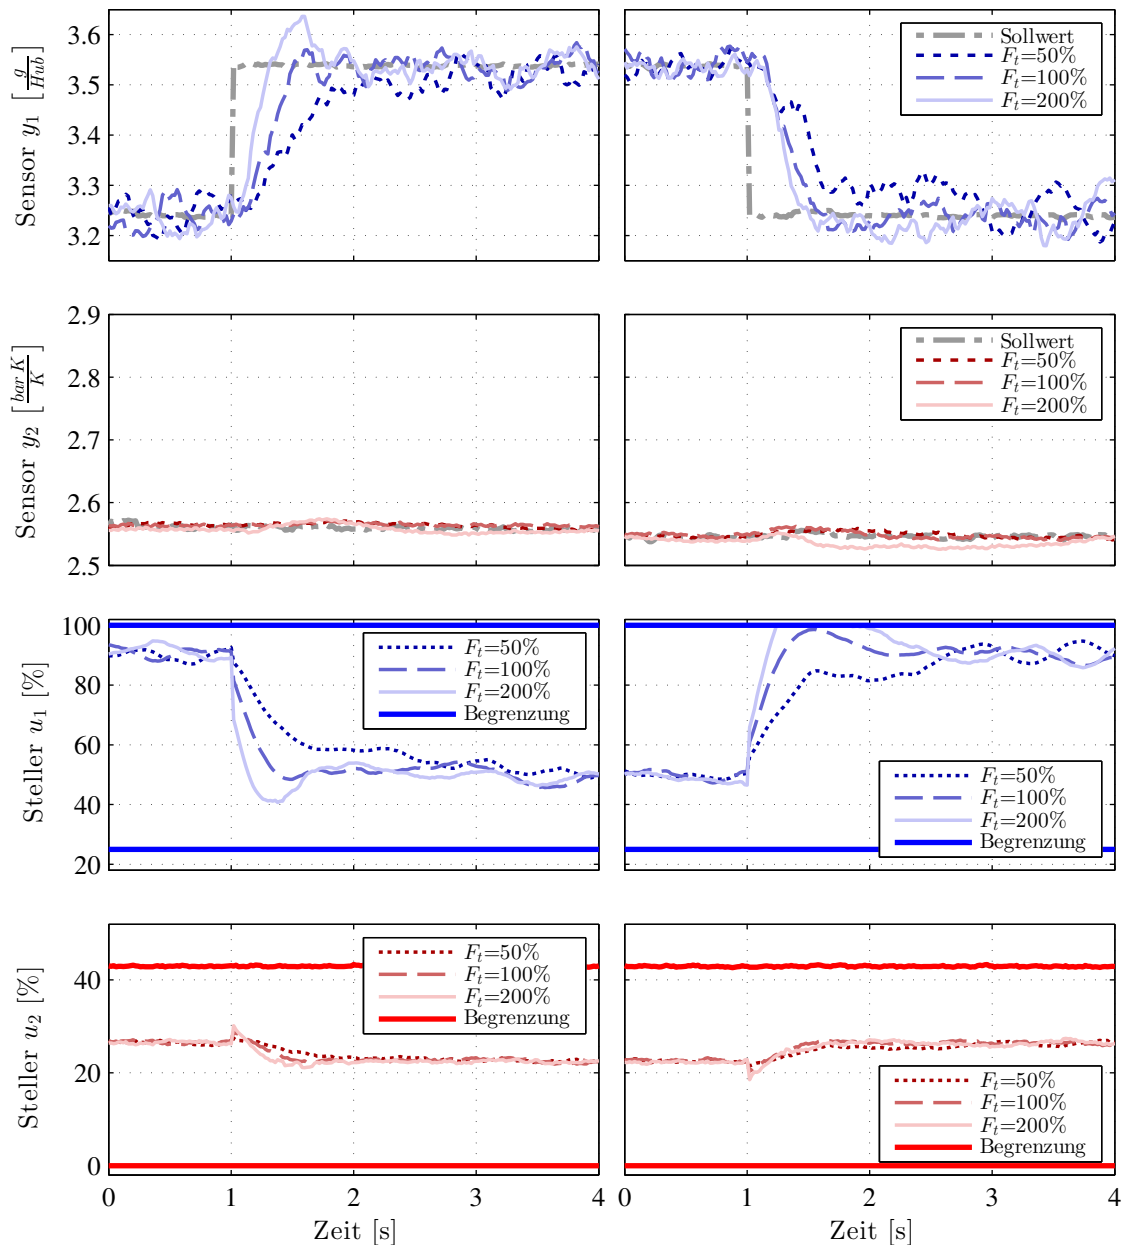 Sensor y₁ [g/Hub]
3.6
3.5
3.3
3.2
Sollwert
Fₜ=50%
Fₜ=100%
Fₜ=200%
Sensor y₂ [bar K/K]
2.9
2.8
2.7
2.6
2.5
Sollwert
Fₜ=50%
Fₜ=100%
Fₜ=200%
Steller u₁ [%]
100
80
60
40
20
Fₜ=50%
Fₜ=100%
Fₜ=200%
Begrenzung
Fₜ=50%
Fₜ=100%
Fₜ=200%
Begrenzung
Steller u₂ [%]
40
20
0
Fₜ=50%
Fₜ=100%
Fₜ=200%
Begrenzung
Fₜ=50%
Fₜ=100%
Fₜ=200%
Begrenzung
0 1 2 3 4
0 1 2 3 4
Zeit [s]
Zeit [s]